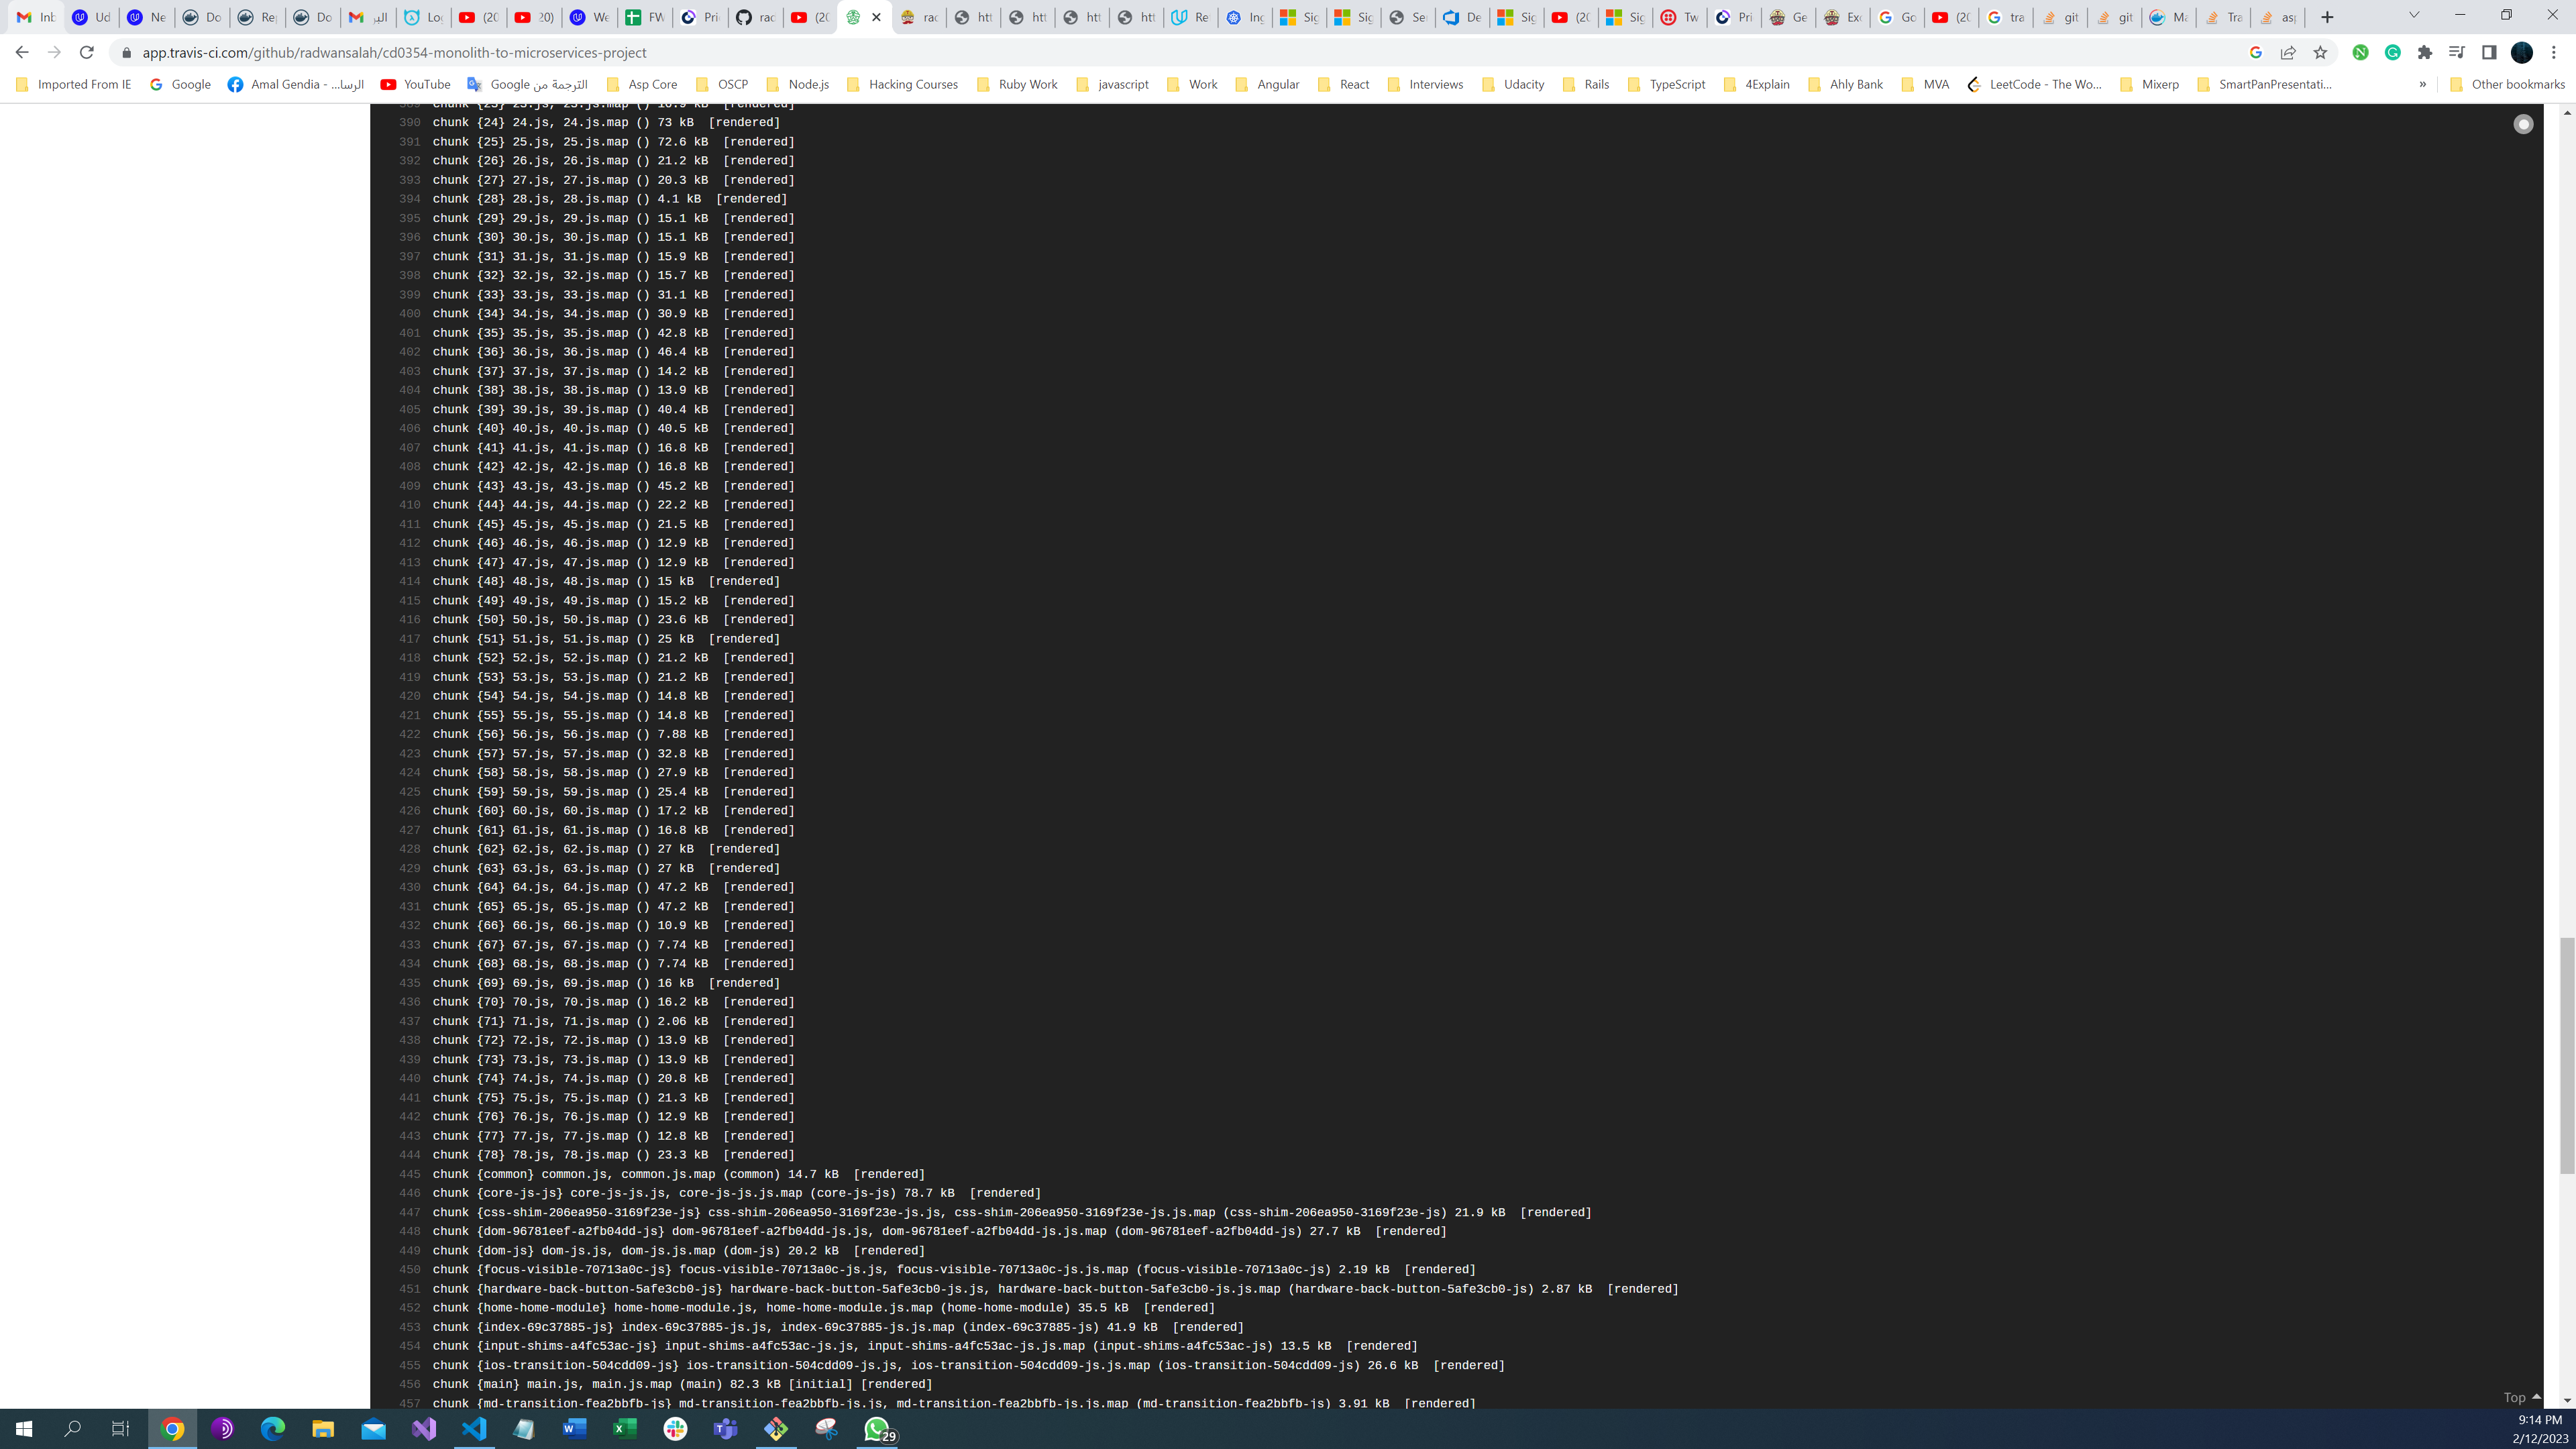 Inb
Ud
Ne
Do
Rep
Do
البر
Log
(20
20)
We
FW
Pric
rad
(20
rad
htt
htt
htt
htt
Re
Ing
Sig
Sig
Se
De
Sig
(20
Sig
Tw
Pri
Ge
Exc
Go
(20
tra
git
git
Ma
Tra
asp
app.travis-ci.com/github/radwansalah/cd0354-monolith-to-microservices-project
Imported From IE
Google
Amal Gendia - ...الرسا
YouTube
الترجمة من Google
Asp Core
OSCP
Node.js
Hacking Courses
Ruby Work
javascript
Work
Angular
React
Interviews
Udacity
Rails
TypeScript
4Explain
Ahly Bank
MVA
LeetCode - The Wo...
Mixerp
SmartPanPresentati...
»
Other bookmarks
389 chunk {23} 23.js, 23.js.map () 10.9 kB [rendered]
390 chunk {24} 24.js, 24.js.map () 73 kB [rendered]
391 chunk {25} 25.js, 25.js.map () 72.6 kB [rendered]
392 chunk {26} 26.js, 26.js.map () 21.2 kB [rendered]
393 chunk {27} 27.js, 27.js.map () 20.3 kB [rendered]
394 chunk {28} 28.js, 28.js.map () 4.1 kB [rendered]
395 chunk {29} 29.js, 29.js.map () 15.1 kB [rendered]
396 chunk {30} 30.js, 30.js.map () 15.1 kB [rendered]
397 chunk {31} 31.js, 31.js.map () 15.9 kB [rendered]
398 chunk {32} 32.js, 32.js.map () 15.7 kB [rendered]
399 chunk {33} 33.js, 33.js.map () 31.1 kB [rendered]
400 chunk {34} 34.js, 34.js.map () 30.9 kB [rendered]
401 chunk {35} 35.js, 35.js.map () 42.8 kB [rendered]
402 chunk {36} 36.js, 36.js.map () 46.4 kB [rendered]
403 chunk {37} 37.js, 37.js.map () 14.2 kB [rendered]
404 chunk {38} 38.js, 38.js.map () 13.9 kB [rendered]
405 chunk {39} 39.js, 39.js.map () 40.4 kB [rendered]
406 chunk {40} 40.js, 40.js.map () 40.5 kB [rendered]
407 chunk {41} 41.js, 41.js.map () 16.8 kB [rendered]
408 chunk {42} 42.js, 42.js.map () 16.8 kB [rendered]
409 chunk {43} 43.js, 43.js.map () 45.2 kB [rendered]
410 chunk {44} 44.js, 44.js.map () 22.2 kB [rendered]
411 chunk {45} 45.js, 45.js.map () 21.5 kB [rendered]
412 chunk {46} 46.js, 46.js.map () 12.9 kB [rendered]
413 chunk {47} 47.js, 47.js.map () 12.9 kB [rendered]
414 chunk {48} 48.js, 48.js.map () 15 kB [rendered]
415 chunk {49} 49.js, 49.js.map () 15.2 kB [rendered]
416 chunk {50} 50.js, 50.js.map () 23.6 kB [rendered]
417 chunk {51} 51.js, 51.js.map () 25 kB [rendered]
418 chunk {52} 52.js, 52.js.map () 21.2 kB [rendered]
419 chunk {53} 53.js, 53.js.map () 21.2 kB [rendered]
420 chunk {54} 54.js, 54.js.map () 14.8 kB [rendered]
421 chunk {55} 55.js, 55.js.map () 14.8 kB [rendered]
422 chunk {56} 56.js, 56.js.map () 7.88 kB [rendered]
423 chunk {57} 57.js, 57.js.map () 32.8 kB [rendered]
424 chunk {58} 58.js, 58.js.map () 27.9 kB [rendered]
425 chunk {59} 59.js, 59.js.map () 25.4 kB [rendered]
426 chunk {60} 60.js, 60.js.map () 17.2 kB [rendered]
427 chunk {61} 61.js, 61.js.map () 16.8 kB [rendered]
428 chunk {62} 62.js, 62.js.map () 27 kB [rendered]
429 chunk {63} 63.js, 63.js.map () 27 kB [rendered]
430 chunk {64} 64.js, 64.js.map () 47.2 kB [rendered]
431 chunk {65} 65.js, 65.js.map () 47.2 kB [rendered]
432 chunk {66} 66.js, 66.js.map () 10.9 kB [rendered]
433 chunk {67} 67.js, 67.js.map () 7.74 kB [rendered]
434 chunk {68} 68.js, 68.js.map () 7.74 kB [rendered]
435 chunk {69} 69.js, 69.js.map () 16 kB [rendered]
436 chunk {70} 70.js, 70.js.map () 16.2 kB [rendered]
437 chunk {71} 71.js, 71.js.map () 2.06 kB [rendered]
438 chunk {72} 72.js, 72.js.map () 13.9 kB [rendered]
439 chunk {73} 73.js, 73.js.map () 13.9 kB [rendered]
440 chunk {74} 74.js, 74.js.map () 20.8 kB [rendered]
441 chunk {75} 75.js, 75.js.map () 21.3 kB [rendered]
442 chunk {76} 76.js, 76.js.map () 12.9 kB [rendered]
443 chunk {77} 77.js, 77.js.map () 12.8 kB [rendered]
444 chunk {78} 78.js, 78.js.map () 23.3 kB [rendered]
445 chunk {common} common.js, common.js.map (common) 14.7 kB [rendered]
446 chunk {core-js-js} core-js-js.js, core-js-js.js.map (core-js-js) 78.7 kB [rendered]
447 chunk {css-shim-206ea950-3169f23e-js} css-shim-206ea950-3169f23e-js.js, css-shim-206ea950-3169f23e-js.js.map (css-shim-206ea950-3169f23e-js) 21.9 kB [rendered]
448 chunk {dom-96781eef-a2fb04dd-js} dom-96781eef-a2fb04dd-js.js, dom-96781eef-a2fb04dd-js.js.map (dom-96781eef-a2fb04dd-js) 27.7 kB [rendered]
449 chunk {dom-js} dom-js.js, dom-js.js.map (dom-js) 20.2 kB [rendered]
450 chunk {focus-visible-70713a0c-js} focus-visible-70713a0c-js.js, focus-visible-70713a0c-js.js.map (focus-visible-70713a0c-js) 2.19 kB [rendered]
451 chunk {hardware-back-button-5afe3cb0-js} hardware-back-button-5afe3cb0-js.js, hardware-back-button-5afe3cb0-js.js.map (hardware-back-button-5afe3cb0-js) 2.87 kB [rendered]
452 chunk {home-home-module} home-home-module.js, home-home-module.js.map (home-home-module) 35.5 kB [rendered]
453 chunk {index-69c37885-js} index-69c37885-js.js, index-69c37885-js.js.map (index-69c37885-js) 41.9 kB [rendered]
454 chunk {input-shims-a4fc53ac-js} input-shims-a4fc53ac-js.js, input-shims-a4fc53ac-js.js.map (input-shims-a4fc53ac-js) 13.5 kB [rendered]
455 chunk {ios-transition-504cdd09-js} ios-transition-504cdd09-js.js, ios-transition-504cdd09-js.js.map (ios-transition-504cdd09-js) 26.6 kB [rendered]
456 chunk {main} main.js, main.js.map (main) 82.3 kB [initial] [rendered]
457 chunk {md-transition-fea2bbfb-js} md-transition-fea2bbfb-js.js, md-transition-fea2bbfb-js.js.map (md-transition-fea2bbfb-js) 3.91 kB [rendered]
Top
29
9:14 PM
2/12/2023